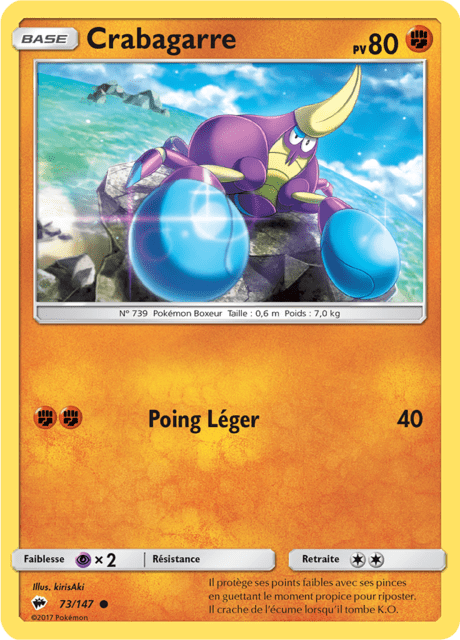 BASE Crabagarre PV80
N° 739 Pokémon Boxeur Taille : 0,6 m Poids : 7,0 kg
Poing Léger 40
Faiblesse ×2 Résistance Retraite
Illus. kirisAki
73/147
©2017 Pokémon
Il protège ses points faibles avec ses pinces
en guettant le moment propice pour riposter.
Il crache de l'écume lorsqu'il tombe K.O.